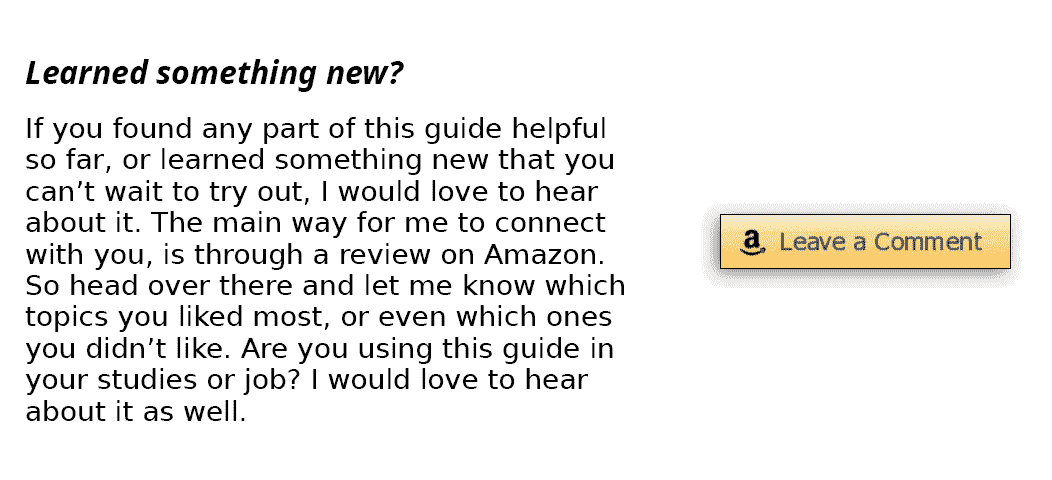 Learned something new?
If you found any part of this guide helpful
so far, or learned something new that you
can’t wait to try out, I would love to hear
about it. The main way for me to connect
with you, is through a review on Amazon.
So head over there and let me know which
topics you liked most, or even which ones
you didn’t like. Are you using this guide in
your studies or job? I would love to hear
about it as well.
a Leave a Comment